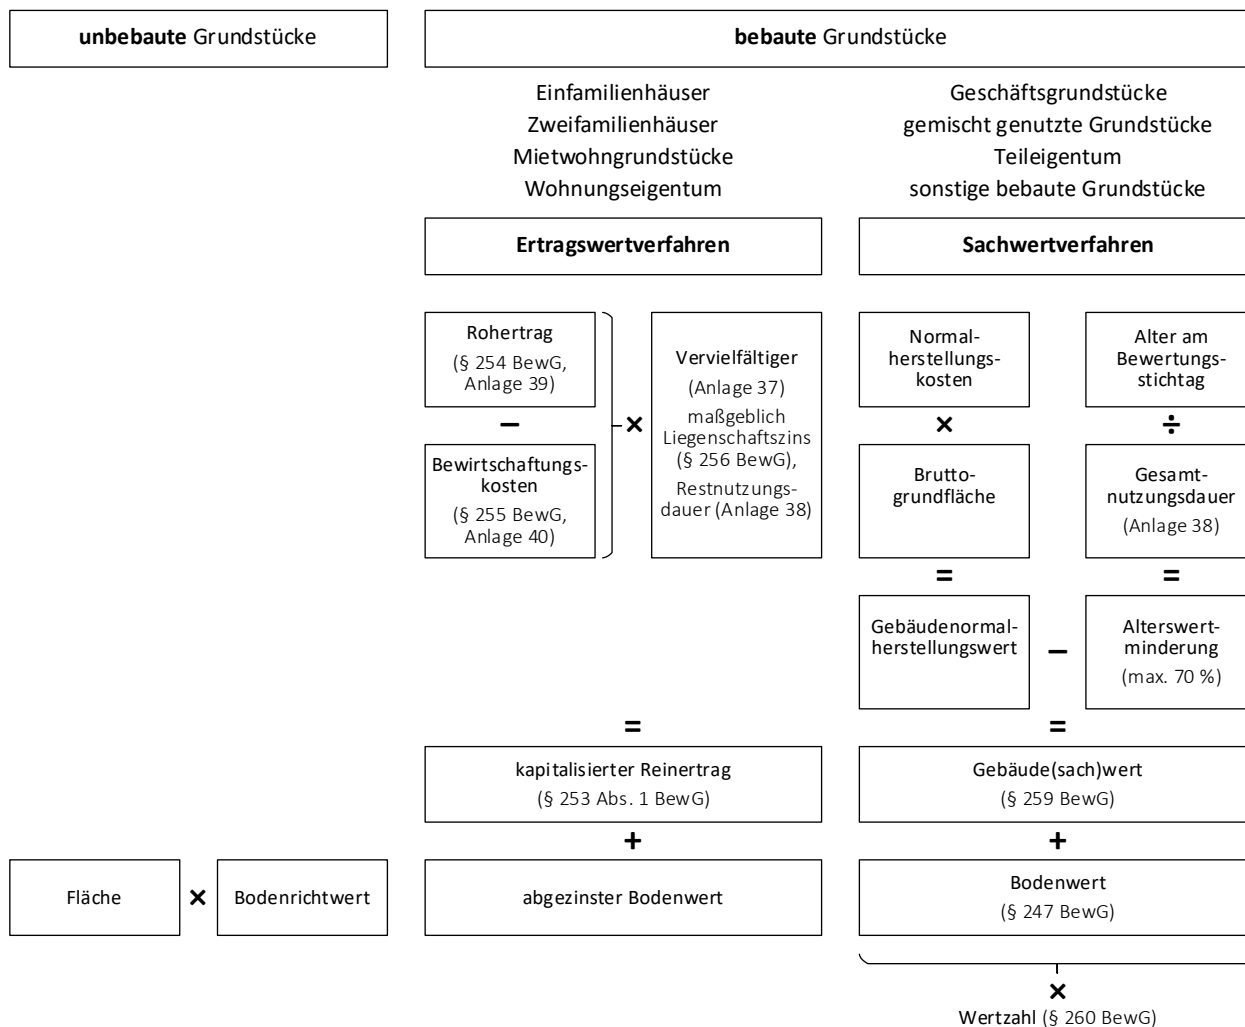 unbebaute Grundstücke
bebaute Grundstücke
Einfamilienhäuser
Zweifamilienhäuser
Mietwohngrundstücke
Wohnungseigentum
Geschäftsgrundstücke
gemischt genutzte Grundstücke
Teileigentum
sonstige bebaute Grundstücke
Ertragswertverfahren
Sachwertverfahren
Rohertrag
(§ 254 BewG,
Anlage 39)
–
Bewirtschaftungs-
kosten
(§ 255 BewG,
Anlage 40)
×
Vervielfältiger
(Anlage 37)
maßgeblich
Liegenschaftszins
(§ 256 BewG),
Restnutzungs-
dauer (Anlage 38)
Normal-
herstellungs-
kosten
×
Brutto-
grundfläche
=
Gebäudenormal-
herstellungswert
–
Alter am
Bewertungs-
stichtag
÷
Gesamt-
nutzungsdauer
(Anlage 38)
=
Alterswert-
minderung
(max. 70 %)
=
kapitalisierter Reinertrag
(§ 253 Abs. 1 BewG)
+
=
Gebäude(sach)wert
(§ 259 BewG)
+
Fläche
×
Bodenrichtwert
abgezinster Bodenwert
Bodenwert
(§ 247 BewG)
×
Wertzahl (§ 260 BewG)